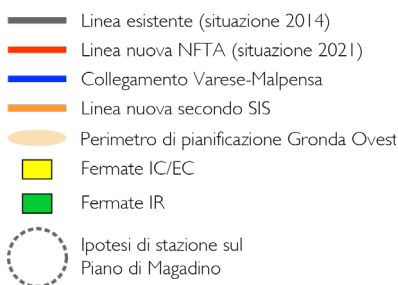 Linea esistente (situazione 2014)
Linea nuova NFTA (situazione 2021)
Collegamento Varese-Malpensa
Linea nuova secondo SIS
Perimetro di pianificazione Gronda Ovest
Fermate IC/EC
Fermate IR
Ipotesi di stazione sul
Piano di Magadino